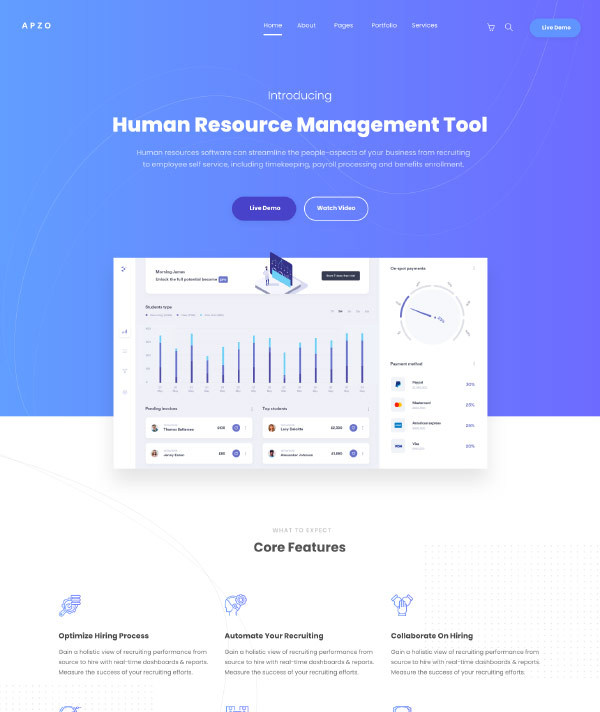 APZO
Home About Pages Portfolio Services
Live Demo
Introducing
Human Resource Management Tool
Human resources software can streamline the people-aspects of your business from recruiting
to employee self service, including timekeeping, payroll processing and benefits enrollment.
Live Demo Watch Video
Morning James
Unlock the full potential become
On-spot payments
Students type
Payment method
Paypal 30%
Mastercard
American Express
Visa
Pending invoices Top students
Thomas Bellerose $100 Lucy Deloitte
Jenny Eason $80 Alexander Johnson
WHAT TO EXPECT
Core Features
Optimize Hiring Process
Gain a holistic view of recruiting performance from
source to hire with real-time dashboards & reports.
Measure the success of your recruiting efforts.
Automate Your Recruiting
Gain a holistic view of recruiting performance from
source to hire with real-time dashboards & reports.
Measure the success of your recruiting efforts.
Collaborate On Hiring
Gain a holistic view of recruiting performance from
source to hire with real-time dashboards & reports.
Measure the success of your recruiting efforts.